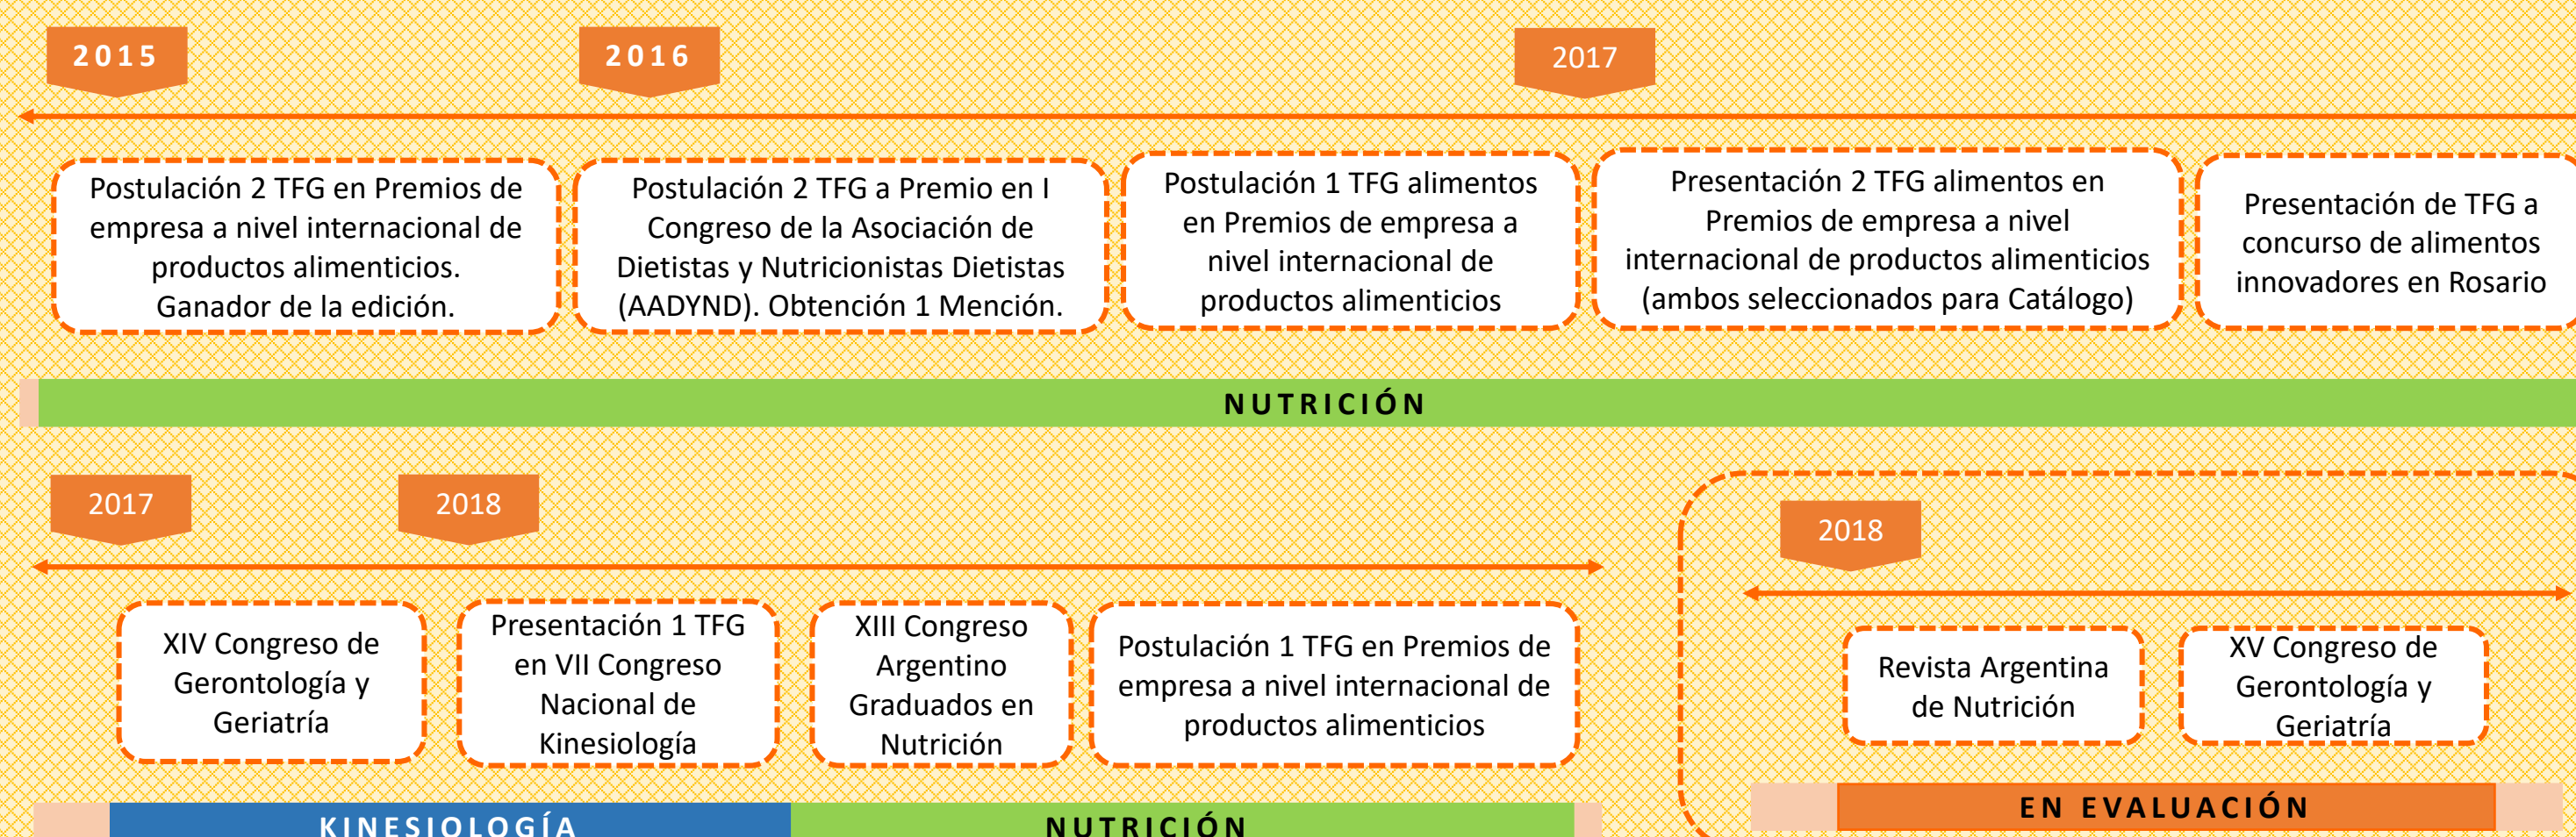 2015
2016
2017
Postulación 2 TFG en Premios de
empresa a nivel internacional de
productos alimenticios.
Ganador de la edición.
Postulación 2 TFG a Premio en I
Congreso de la Asociación de
Dietistas y Nutricionistas Dietistas
(AADYND). Obtención 1 Mención.
Postulación 1 TFG alimentos
en Premios de empresa a
nivel internacional de
productos alimenticios
Presentación 2 TFG alimentos en
Premios de empresa a nivel
internacional de productos alimenticios
(ambos seleccionados para Catálogo)
Presentación de TFG a
concurso de alimentos
innovadores en Rosario
NUTRICIÓN
2017
2018
XIV Congreso de
Gerontología y
Geriatría
Presentación 1 TFG
en VII Congreso
Nacional de
Kinesiología
XIII Congreso
Argentino
Graduados en
Nutrición
Postulación 1 TFG en Premios de
empresa a nivel internacional de
productos alimenticios
KINESIOLOGÍA
NUTRICIÓN
2018
Revista Argentina
de Nutrición
XV Congreso de
Gerontología y
Geriatría
EN EVALUACIÓN